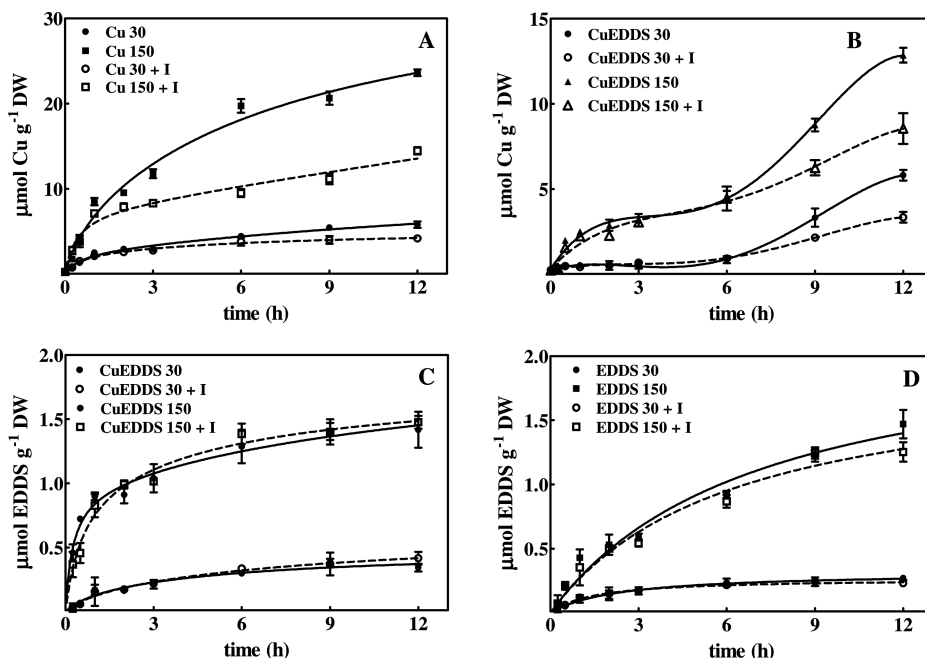 A
Cu 30
Cu 150
Cu 30 + I
Cu 150 + I
µmol Cu g⁻¹ DW
30
20
10
0 3 6 9 12
time (h)
B
CuEDDS 30
CuEDDS 30 + I
CuEDDS 150
CuEDDS 150 + I
µmol Cu g⁻¹ DW
15
10
5
0 3 6 9 12
time (h)
C
CuEDDS 30
CuEDDS 30 + I
CuEDDS 150
CuEDDS 150 + I
µmol EDDS g⁻¹ DW
2.0
1.5
1.0
0.5
0 3 6 9 12
time (h)
D
EDDS 30
EDDS 150
EDDS 30 + I
EDDS 150 + I
µmol EDDS g⁻¹ DW
2.0
1.5
1.0
0.5
0 3 6 9 12
time (h)